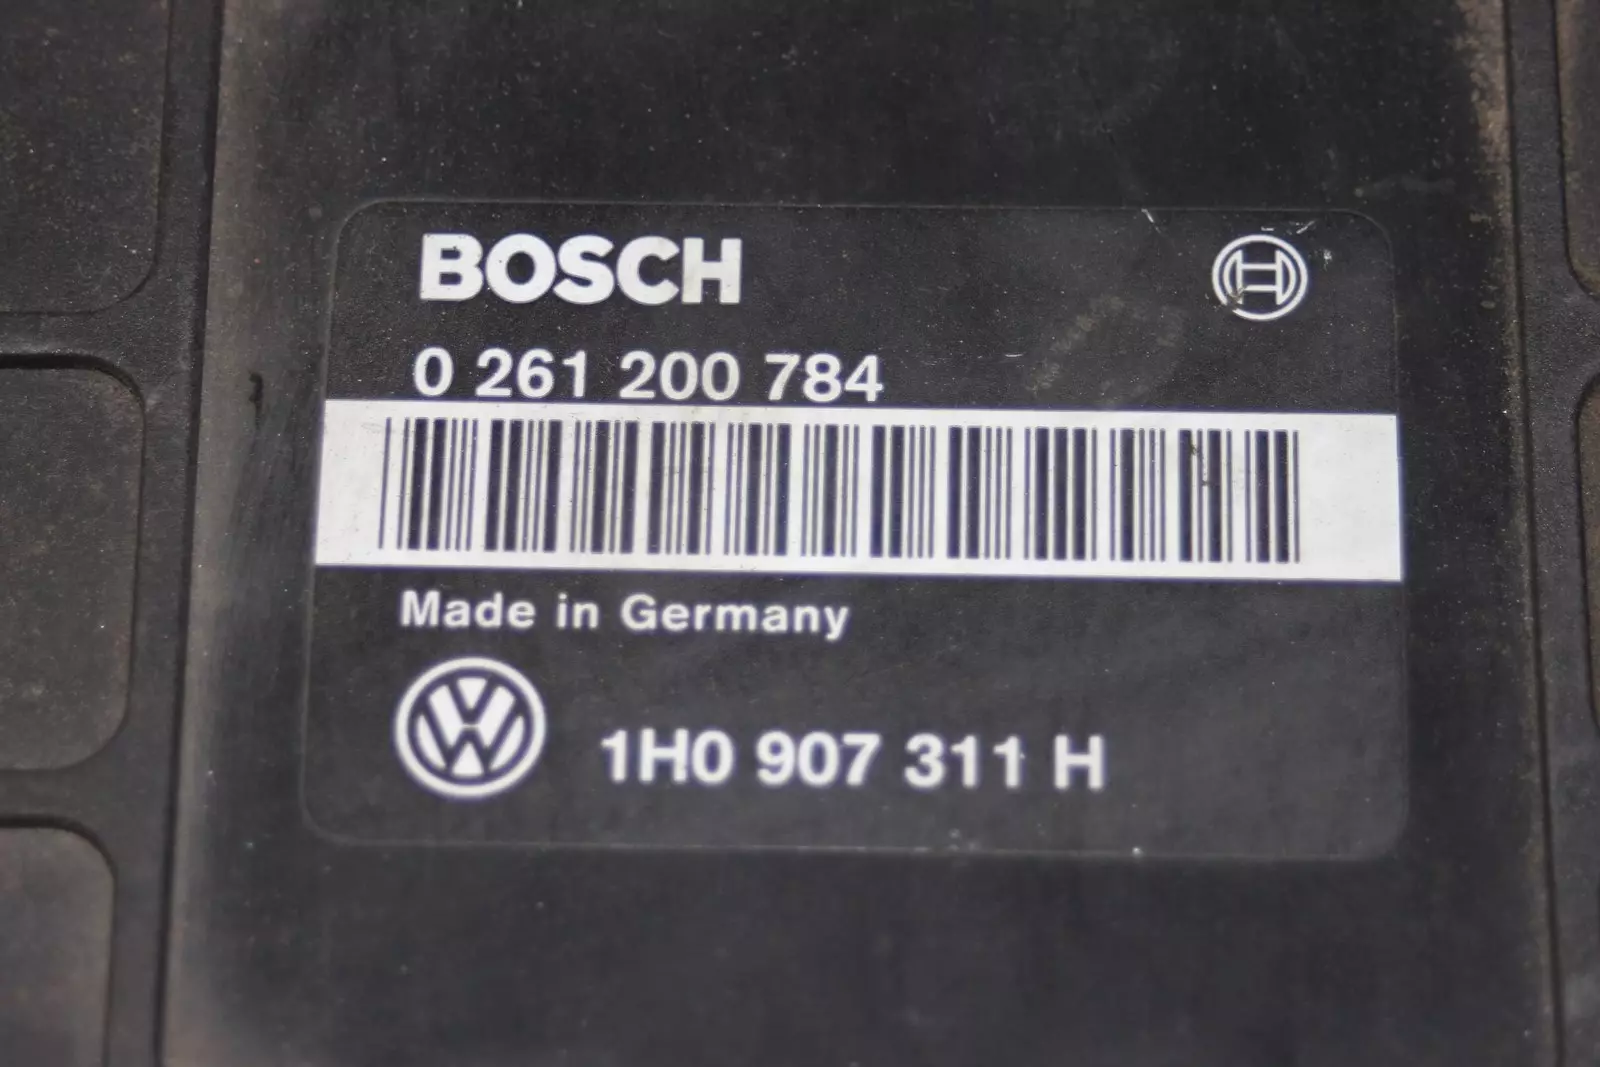 BOSCH
0 261 200 784
Made in Germany
1H0 907 311 H